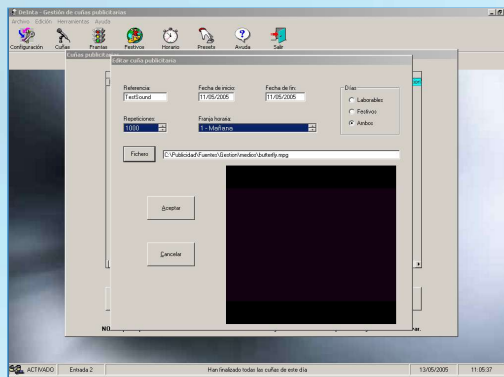 Delnta - Gestión de cuñas publicitarias
Archivo Edición Herramientas Ayuda
Configuración Cuñas Franjas Festivos Horario Presets Ayuda Salir
Cuñas publicitarias
Editar cuña publicitaria
Referencia: Fecha de inicio: Fecha de fin: Días
TestSound 11/05/2005 11/05/2005 Laborables
Festivos
Repeticiones: Franja horaria: Ambos
1000 1 - Mañana
Fichero C:\Publicidad\Fuentes\Gestion\medios\butterfly.mpg
Aceptar
Cancelar
ACTIVADO Entrada 2 Han finalizado todas las cuñas de este día 13/05/2005 11:05:37